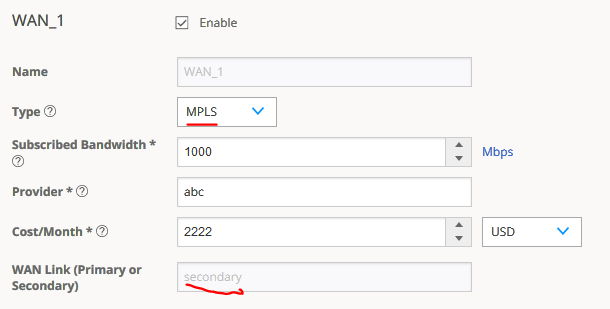 WAN_1
Enable
Name
WAN_1
Type ?
MPLS
Subscribed Bandwidth *
?
1000
Mbps
Provider * ?
abc
Cost/Month * ?
2222
USD
WAN Link (Primary or
Secondary)
secondary